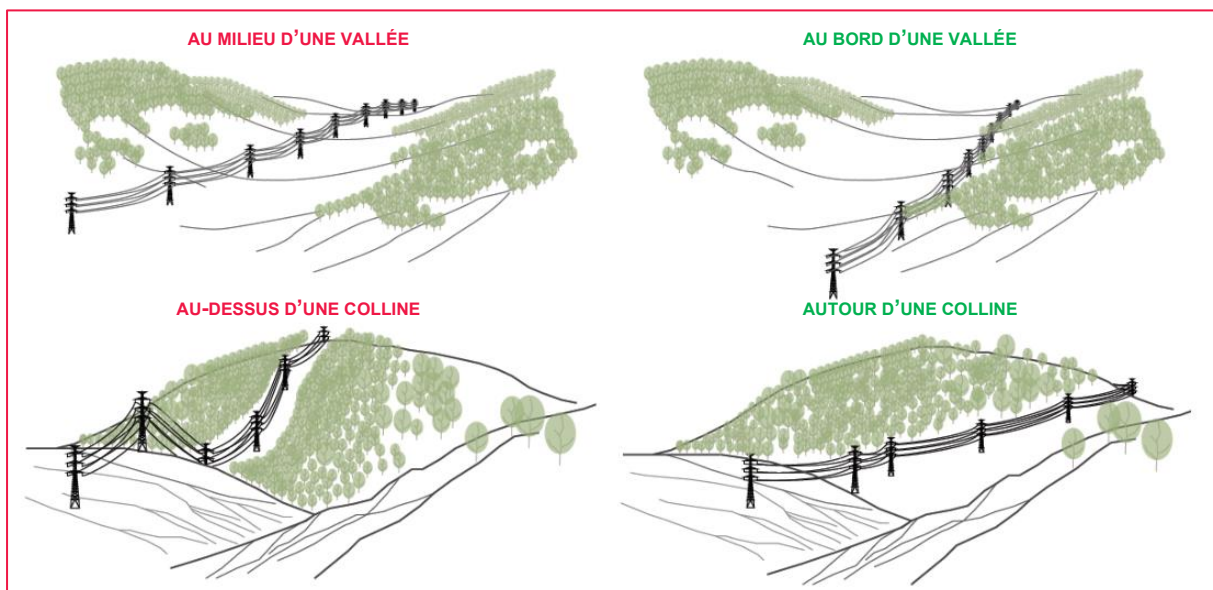 AU MILIEU D’UNE VALLÉE
AU BORD D’UNE VALLÉE
AU-DESSUS D’UNE COLLINE
AUTOUR D’UNE COLLINE